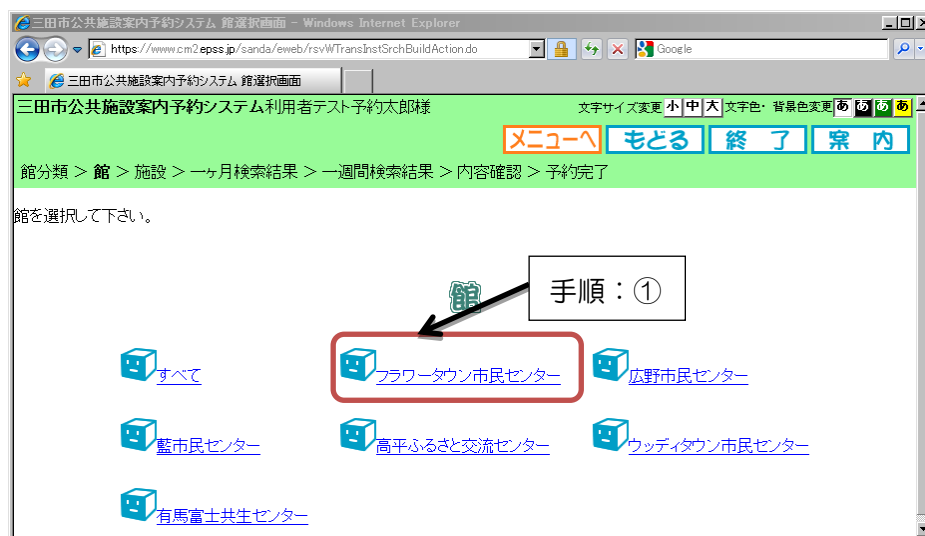 三田市公共施設案内予約システム 館選択画面 - Windows Internet Explorer
https://www.cm2.epss.jp/sanda/eweb/rsvWTransInstSrchBuildAction.do
Google
三田市公共施設案内予約システム 館選択画面
三田市公共施設案内予約システム利用者テスト予約太郎様 文字サイズ変更 小 中 大 文字色・背景色変更 あ あ あ あ
メニューへ もどる 終 了 案 内
館分類 > 館 > 施設 > 一ヶ月検索結果 > 一週間検索結果 > 内容確認 > 予約完了
館を選択して下さい。
館
手順:①
すべて フラワータウン市民センター 広野市民センター
藍市民センター 高平ふるさと交流センター ウッディタウン市民センター
有馬富士共生センター